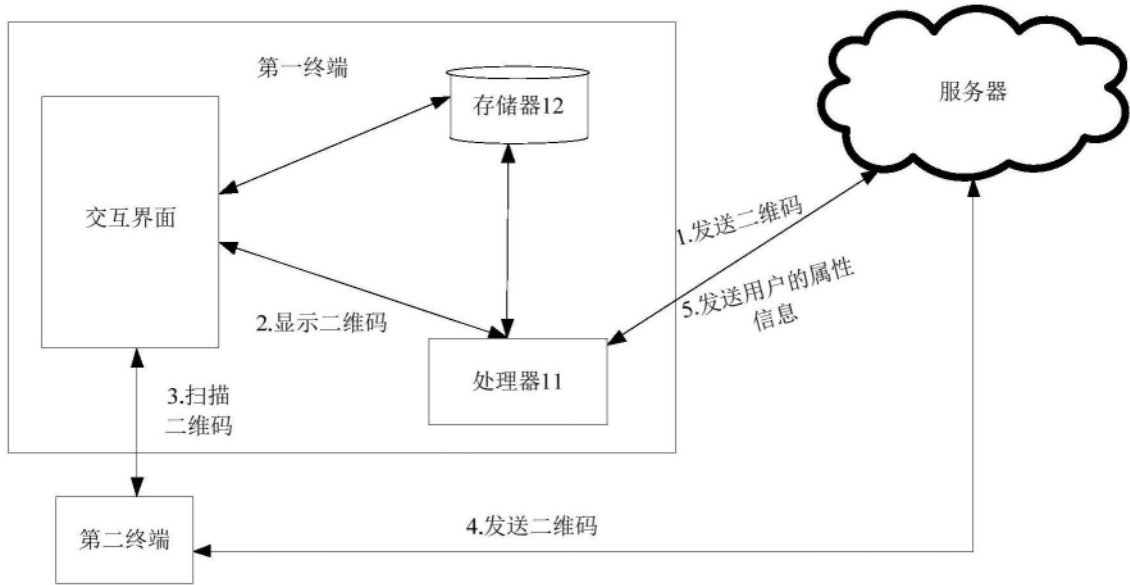 第一终端
存储器12
服务器
交互界面
1.发送二维码
5.发送用户的属性
信息
2.显示二维码
处理器11
3.扫描
二维码
第二终端
4.发送二维码